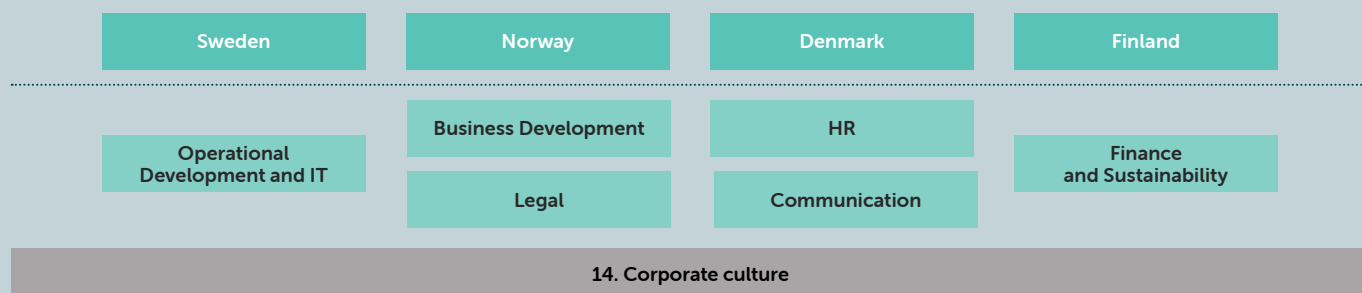 Sweden
Norway
Denmark
Finland
Business Development
HR
Operational
Development and IT
Finance
and Sustainability
Legal
Communication
14. Corporate culture